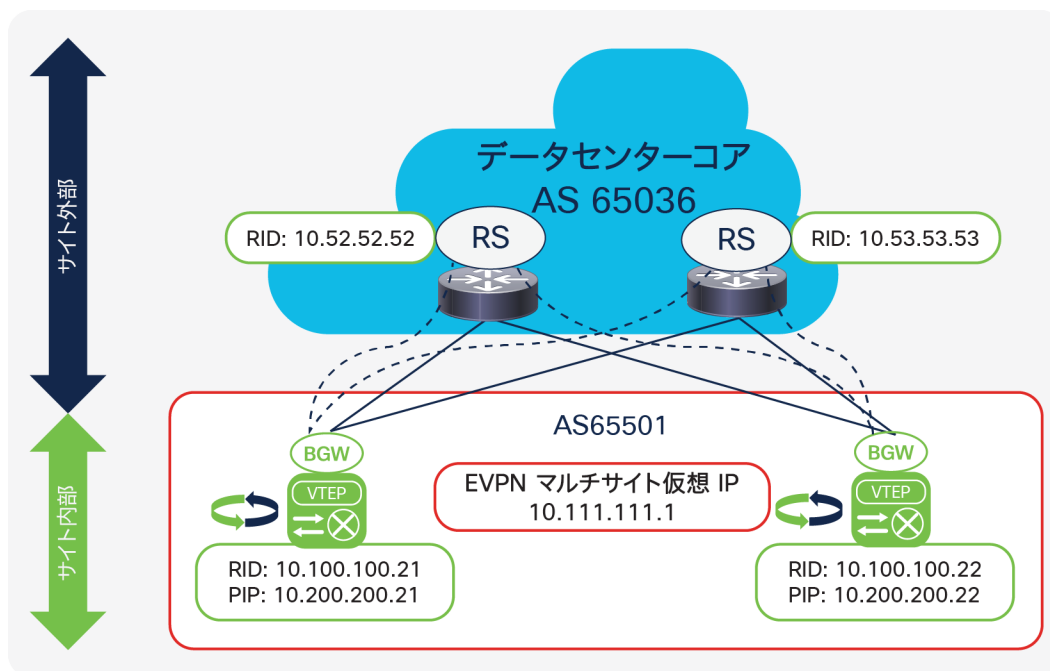 データセンターコア
AS 65036
RID: 10.52.52.52
RS
RS
RID: 10.53.53.53
サイト外部
AS65501
BGW
BGW
EVPN マルチサイト仮想 IP
10.111.111.1
VTEP
VTEP
サイト内部
RID: 10.100.100.21
PIP: 10.200.200.21
RID: 10.100.100.22
PIP: 10.200.200.22